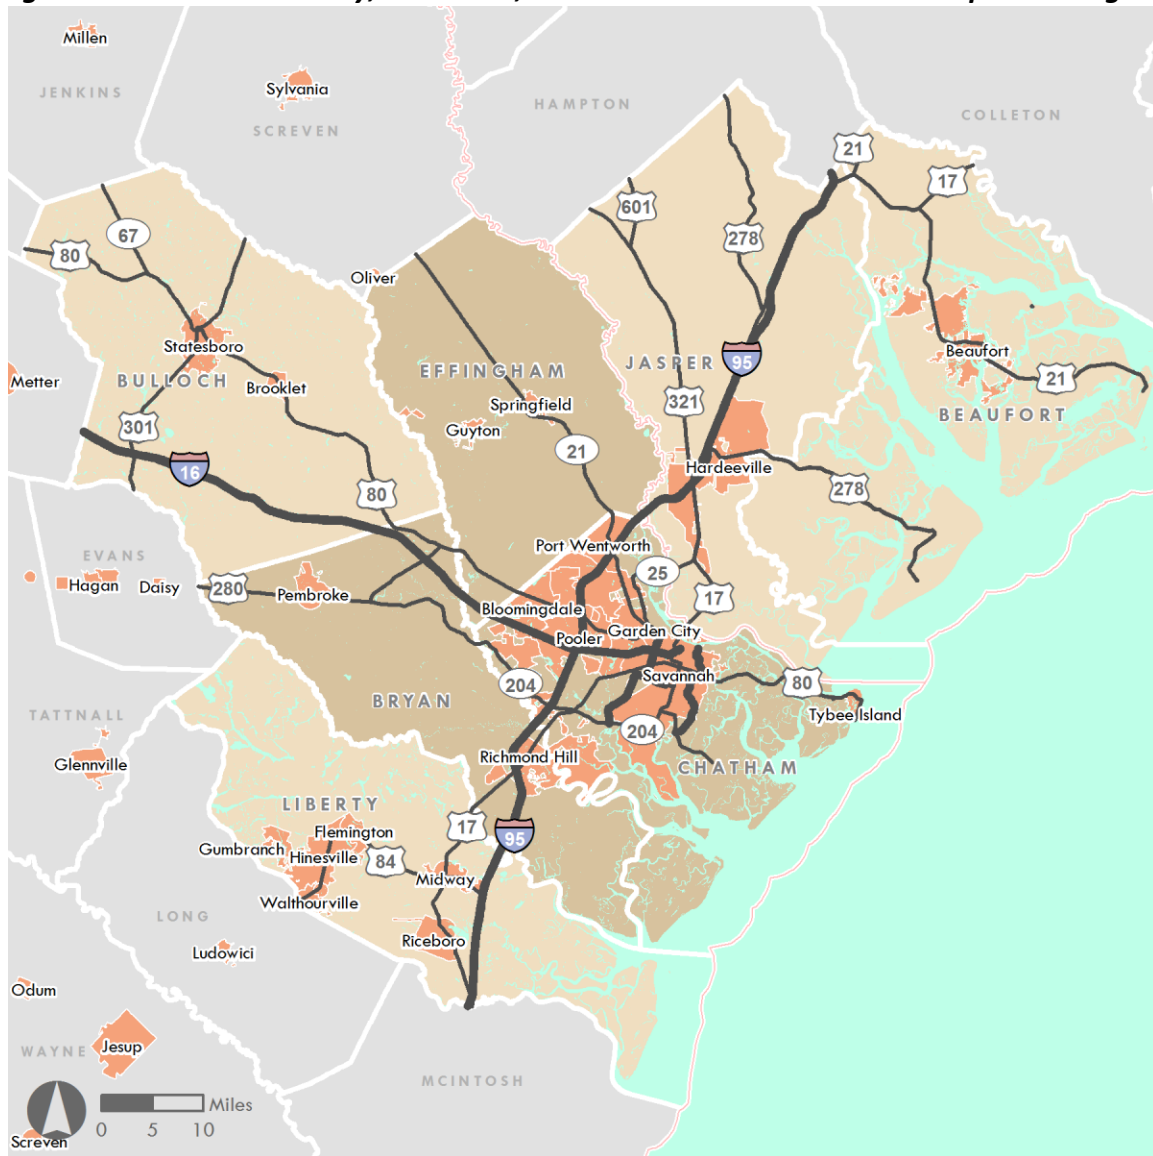 Millen
JENKINS
Sylvania
SCREVEN
HAMPTON
COLLETON
21
17
601
67
278
80
Oliver
Statesboro
Metter
BULLOCH
Brooklet
EFFINGHAM
JASPER
95
Beaufort
21
BEAUFORT
Springfield
321
Guyton
301
16
21
Hardeeville
80
278
Port Wentworth
EVANS
Hagan
Daisy
280
Pembroke
25
17
Bloomingdale
Pooler
Garden City
Savannah
BRYAN
204
80
Tybee Island
204
TATTNALL
Glennville
Richmond Hill
CHATHAM
LIBERTY
17
95
Flemington
Gumbranch
Hinesville
84
Midway
Walthourville
LONG
Riceboro
Ludowici
Odum
WAYNE
Jesup
MCINTOSH
Miles
0 5 10
Screven